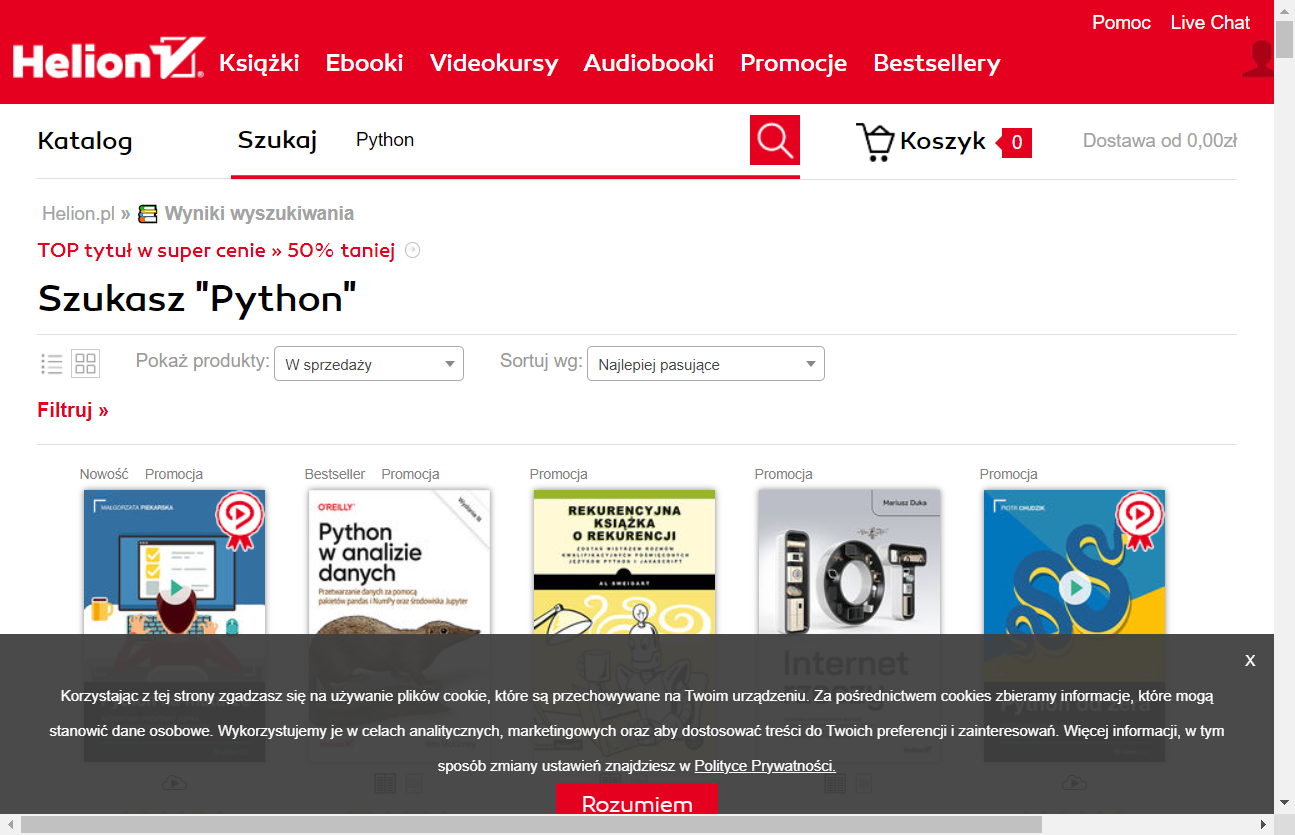 Pomoc Live Chat
Helion Książki Ebooki Videokursy Audiobooki Promocje Bestsellery
Katalog Szukaj Python Koszyk 0 Dostawa od 0,00zł
Helion.pl » Wyniki wyszukiwania
TOP tytuł w super cenie » 50% taniej
Szukasz "Python"
Pokaż produkty: W sprzedaży Sortuj wg: Najlepiej pasujące
Filtruj »
Nowość Promocja Bestseller Promocja Promocja Promocja Promocja
MAŁGORZATA PIEKARSKA
O'REILLY
Wydanie III
Python
w analizie
danych
Przetwarzanie danych za pomocą
pakietów pandas i NumPy oraz środowiska Jupyter
REKURENCYJNA
KSIĄŻKA
O REKURENCJI
ZOSTAŃ MISTRZEM ROZMÓW
KWALIFIKACYJNYCH POŚWIĘCONYCH
JĘZYKOM PYTHON I JAVASCRIPT
AL SWEIGART
Mariusz Duka
IOT
Internet
rzeczy
PIOTR CHUDZIK
Python od zera
x
Korzystając z tej strony zgadzasz się na używanie plików cookie, które są przechowywane na Twoim urządzeniu. Za pośrednictwem cookies zbieramy informacje, które mogą
stanowić dane osobowe. Wykorzystujemy je w celach analitycznych, marketingowych oraz aby dostosować treści do Twoich preferencji i zainteresowań. Więcej informacji, w tym
sposób zmiany ustawień znajdziesz w Polityce Prywatności.
Rozumiem